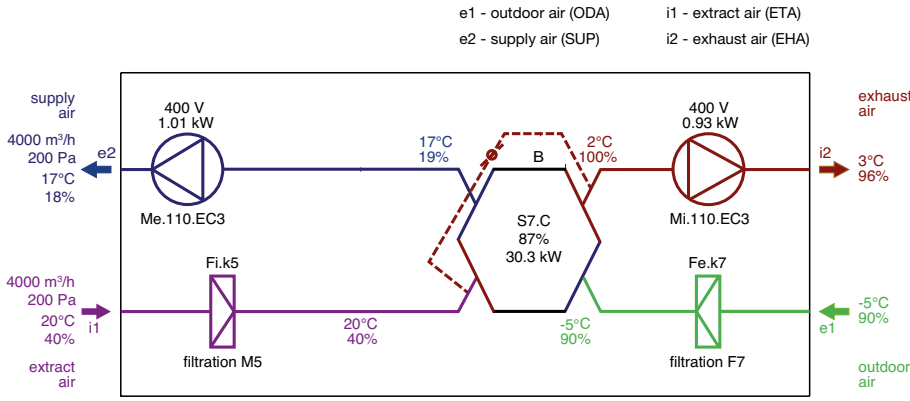 e1 - outdoor air (ODA)
i1 - extract air (ETA)
e2 - supply air (SUP)
i2 - exhaust air (EHA)
supply
air
4000 m³/h
200 Pa
e2
17°C
18%
400 V
1.01 kW
Me.110.EC3
17°C
19%
B
2°C
100%
400 V
0.93 kW
Mi.110.EC3
exhaust
air
i2
3°C
96%
S7.C
87%
30.3 kW
4000 m³/h
200 Pa
20°C
40%
i1
extract
air
Fi.k5
filtration M5
20°C
40%
-5°C
90%
Fe.k7
filtration F7
e1
-5°C
90%
outdoor
air